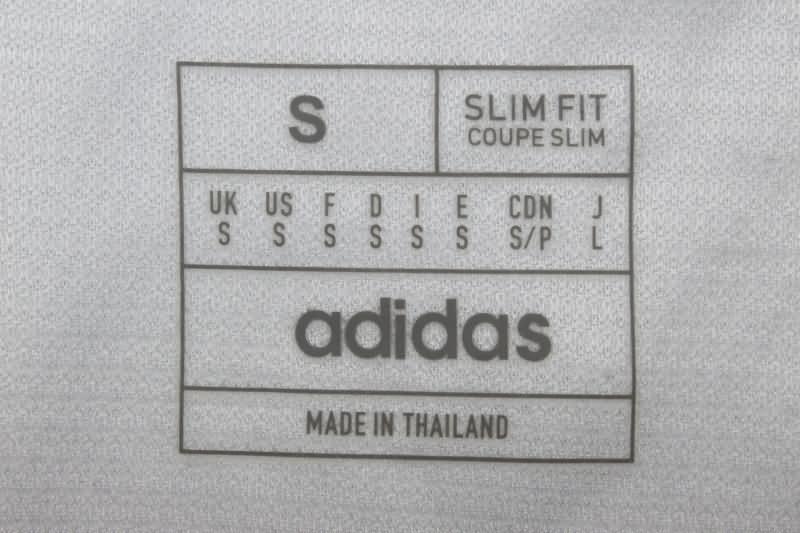 S
SLIM FIT
COUPE SLIM
UK US F D I E CDN J
S S S S S S S/P L
adidas
MADE IN THAILAND